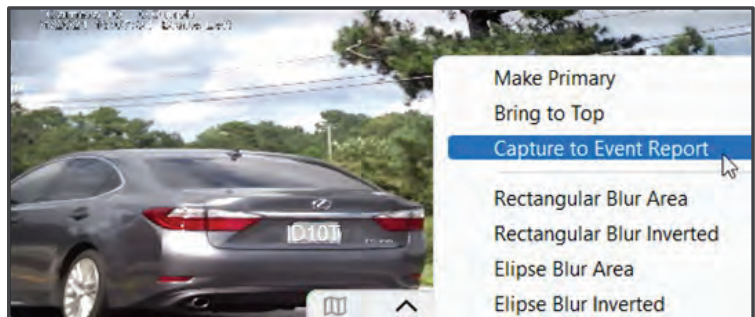 Make Primary
Bring to Top
Capture to Event Report
Rectangular Blur Area
Rectangular Blur Inverted
Elipse Blur Area
Elipse Blur Inverted
ID10T